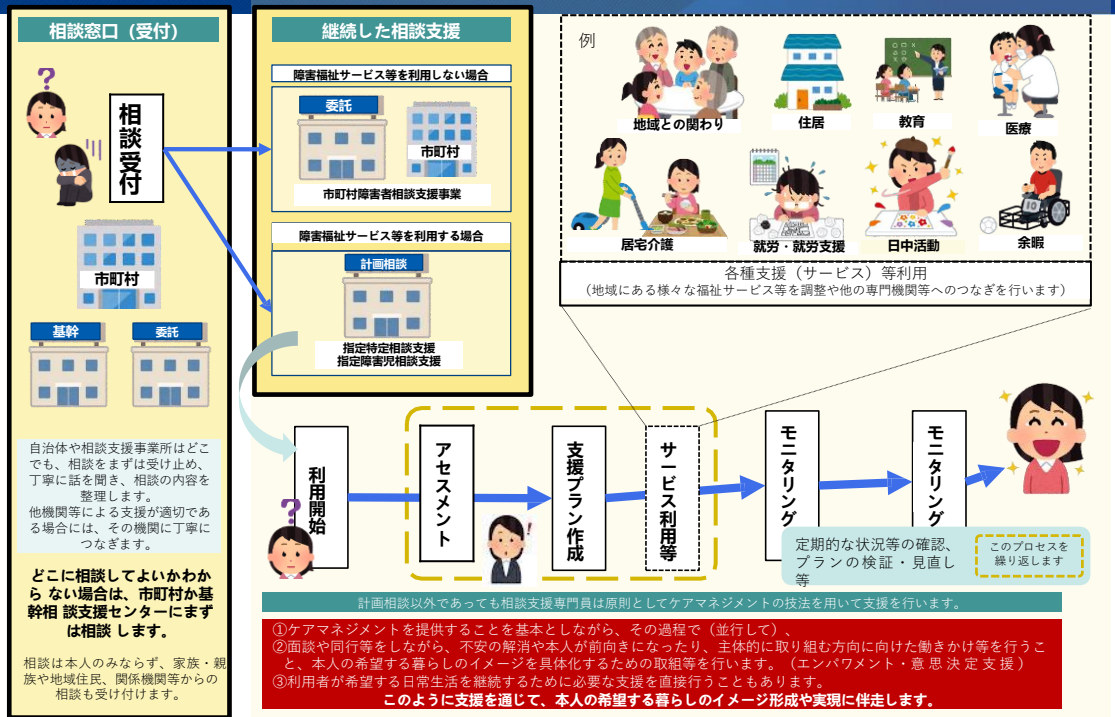 相談窓口（受付）
?
相談受付
市町村
基幹
委託
自治体や相談支援事業所はどこ
でも、相談をまずは受け止め、
丁寧に話を聞き、相談の内容を
整理します。
他機関等による支援が適切であ
る場合には、その機関に丁寧に
つなぎます。
どこに相談してよいかわか
ら ない場合は、市町村か基
幹相 談支援センターにまず
は相談 します。
相談は本人のみならず、家族・親
族や地域住民、関係機関等からの
相談も受け付けます。
継続した相談支援
障害福祉サービス等を利用しない場合
委託
市町村
市町村障害者相談支援事業
障害福祉サービス等を利用する場合
計画相談
指定特定相談支援
指定障害児相談支援
例
地域との関わり
住居
教育
医療
居宅介護
就労・就労支援
日中活動
10
余暇
各種支援（サービス）等利用
（地域にある様々な福祉サービス等を調整や他の専門機関等へのつなぎを行います）
利用開始
?
アセスメント
!
支援プラン作成
サービス利用等
モニタリング
モニタリング
定期的な状況等の確認、
プランの検証・見直し
等
このプロセスを
繰り返します
計画相談以外であっても相談支援専門員は原則としてケアマネジメントの技法を用いて支援を行います。
①ケアマネジメントを提供することを基本としながら、その過程で（並行して）、
②面談や同行等をしながら、不安の解消や本人が前向きになったり、主体的に取り組む方向に向けた働きかけ等を行うこ
と、本人の希望する暮らしのイメージを具体化するための取組等を行います。（エンパワメント・意思決定支援）
③利用者が希望する日常生活を継続するために必要な支援を直接行うこともあります。
このように支援を通じて、本人の希望する暮らしのイメージ形成や実現に伴走します。